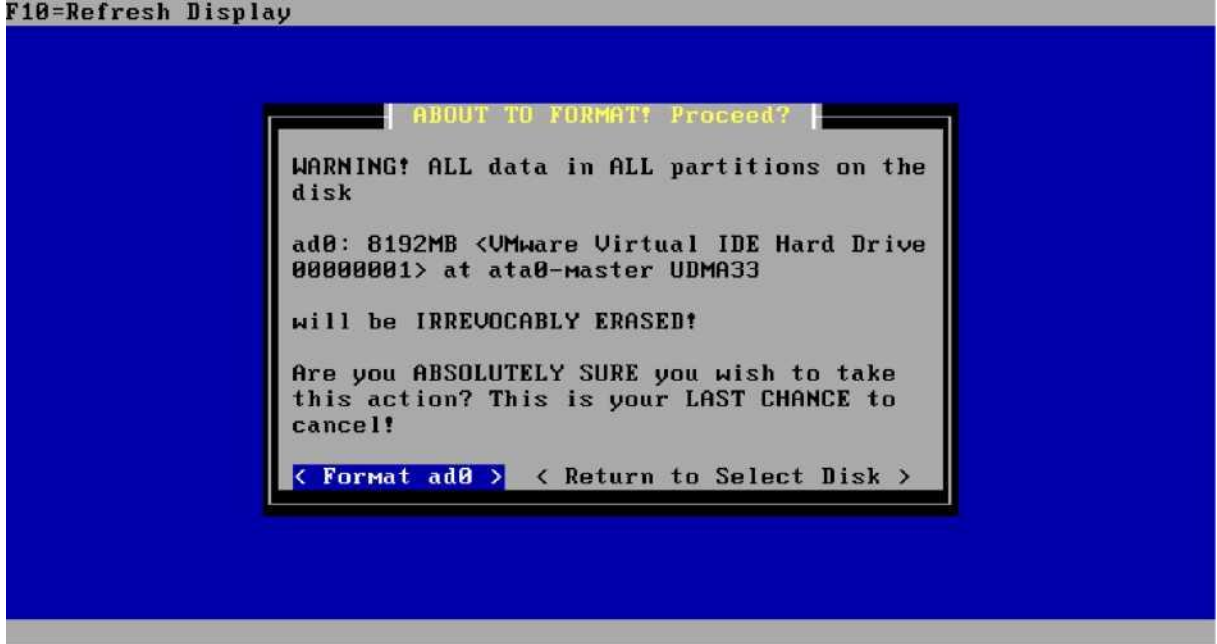 F10=Refresh Display
ABOUT TO FORMAT! Proceed?
WARNING! ALL data in ALL partitions on the
disk
ad0: 8192MB <VMware Virtual IDE Hard Drive
00000001> at ata0-master UDMA33
will be IRREVOCABLY ERASED!
Are you ABSOLUTELY SURE you wish to take
this action? This is your LAST CHANCE to
cancel!
< Format ad0 > < Return to Select Disk >